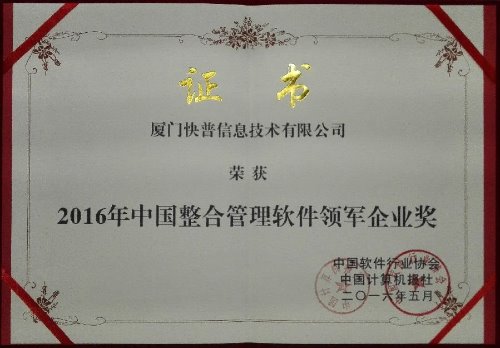 证书
厦门快普信息技术有限公司
荣获
2016年中国整合管理软件领军企业奖
中国软件行业协会
中国计算机报社
二〇一六年五月